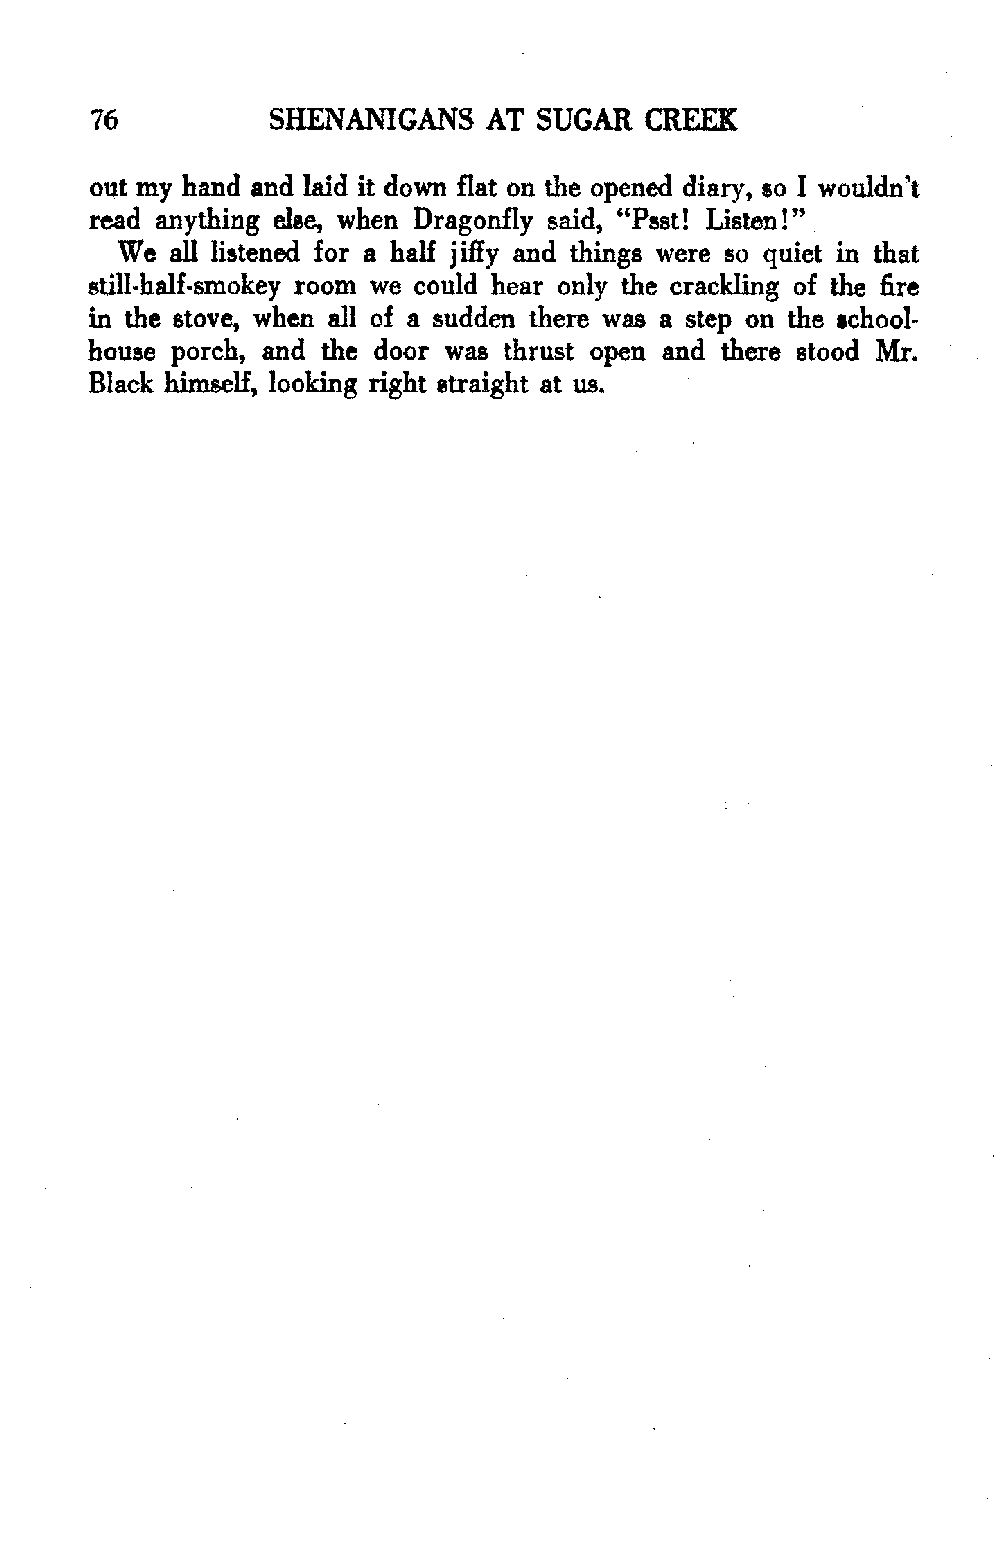 76 SHENANIGANS AT SUGAR CREEK
out my hand and laid it down flat on the opened diary, so I wouldn't
read anything else, when Dragonfly said, “Psst! Listen!”
We all listened for a half jiffy and things were so quiet in that
still-half-smokey room we could hear only the crackling of the fire
in the stove, when all of a sudden there was a step on the school-
house porch, and the door was thrust open and there stood Mr.
Black himself, looking right straight at us.